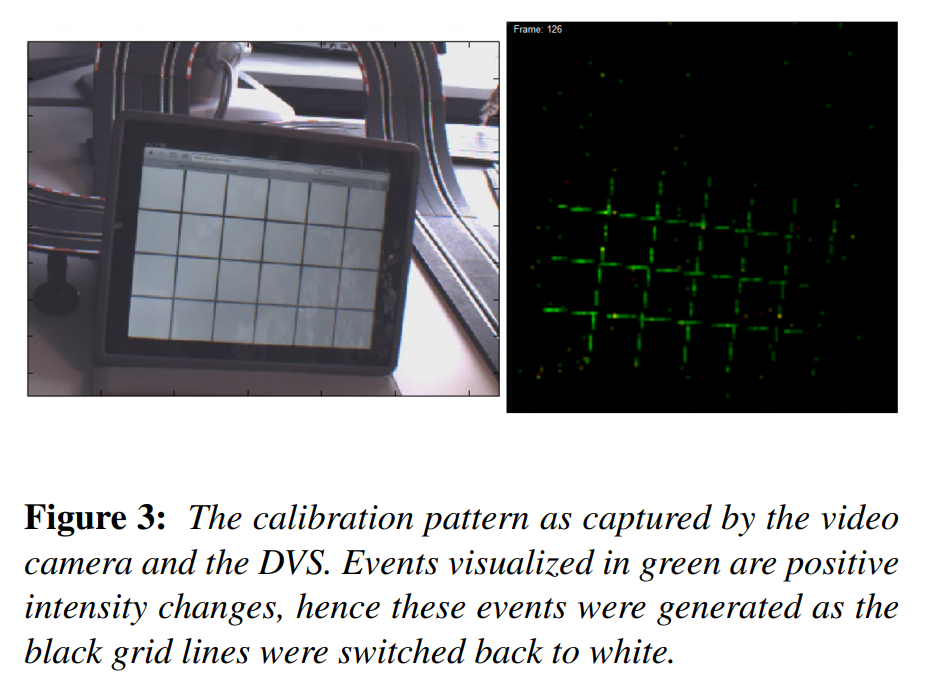 Frame: 126
Figure 3: The calibration pattern as captured by the video
camera and the DVS. Events visualized in green are positive
intensity changes, hence these events were generated as the
black grid lines were switched back to white.